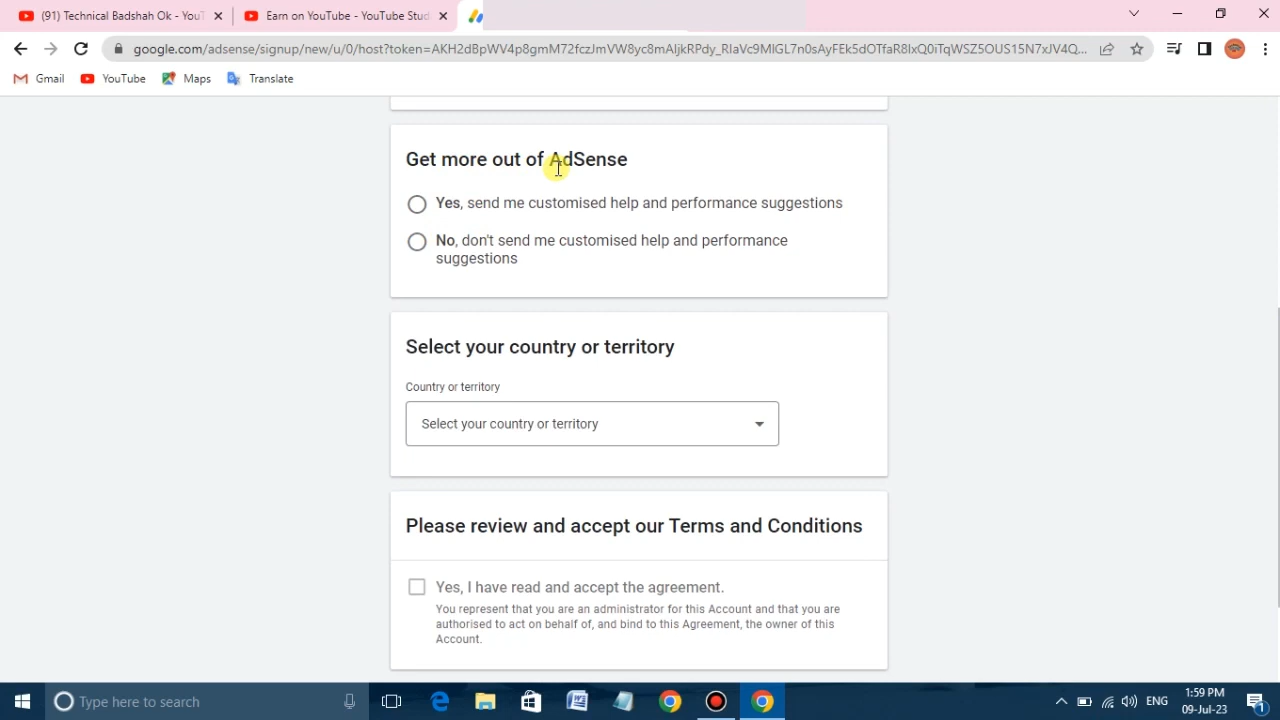 (91) Technical Badshah Ok - YouT
Earn on YouTube - YouTube Stud
google.com/adsense/signup/new/u/0/host?token=
Gmail
YouTube
Maps
Translate
Get more out of AdSense
Yes, send me customised help and performance suggestions
No, don't send me customised help and performance
suggestions
Select your country or territory
Country or territory
Select your country or territory
Please review and accept our Terms and Conditions
Yes, I have read and accept the agreement.
You represent that you are an administrator for this Account and that you are
authorised to act on behalf of, and bind to this Agreement, the owner of this
Account.
Type here to search
ENG
1:59 PM
09-Jul-23
1